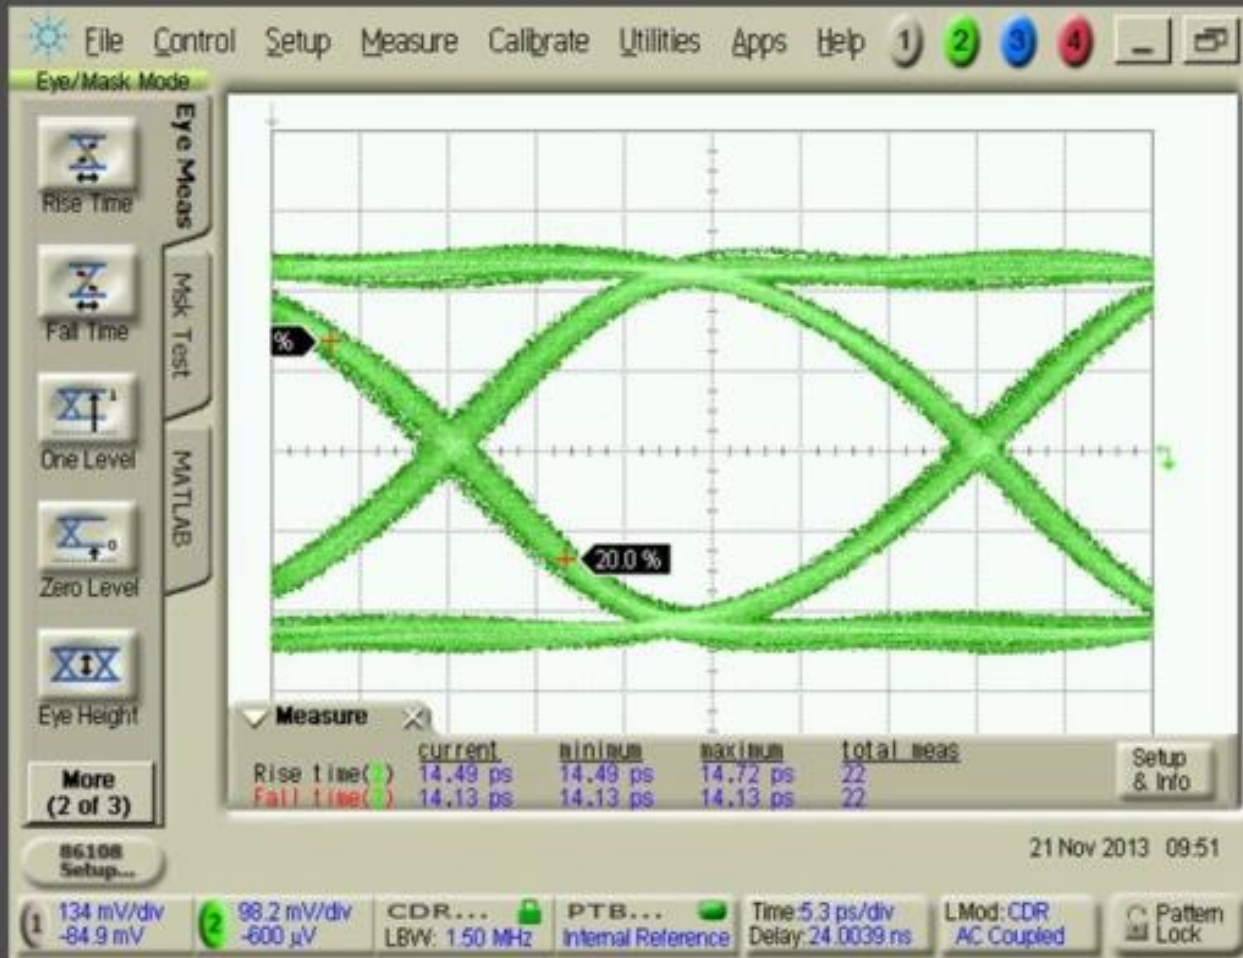 File Control Setup Measure Calibrate Utilities Apps Help 1 2 3 4
Eye/Mask Mode
Eye Meas
Msk Test
MATLAB
Rise Time
Fall Time
One Level
Zero Level
Eye Height
More
(2 of 3)
86108
Setup...
%
20.0 %
Measure
current minimum maximum total meas
Rise time(2) 14.49 ps 14.49 ps 14.72 ps 22
Fall time(2) 14.13 ps 14.13 ps 14.13 ps 22
Setup
& Info
21 Nov 2013 09:51
1 134 mV/div
-84.9 mV
2 98.2 mV/div
-600 µV
CDR...
LBW: 1.50 MHz
PTB...
Internal Reference
Time:5.3 ps/div
Delay:24.0039 ns
LMod:CDR
AC Coupled
Pattern
Lock